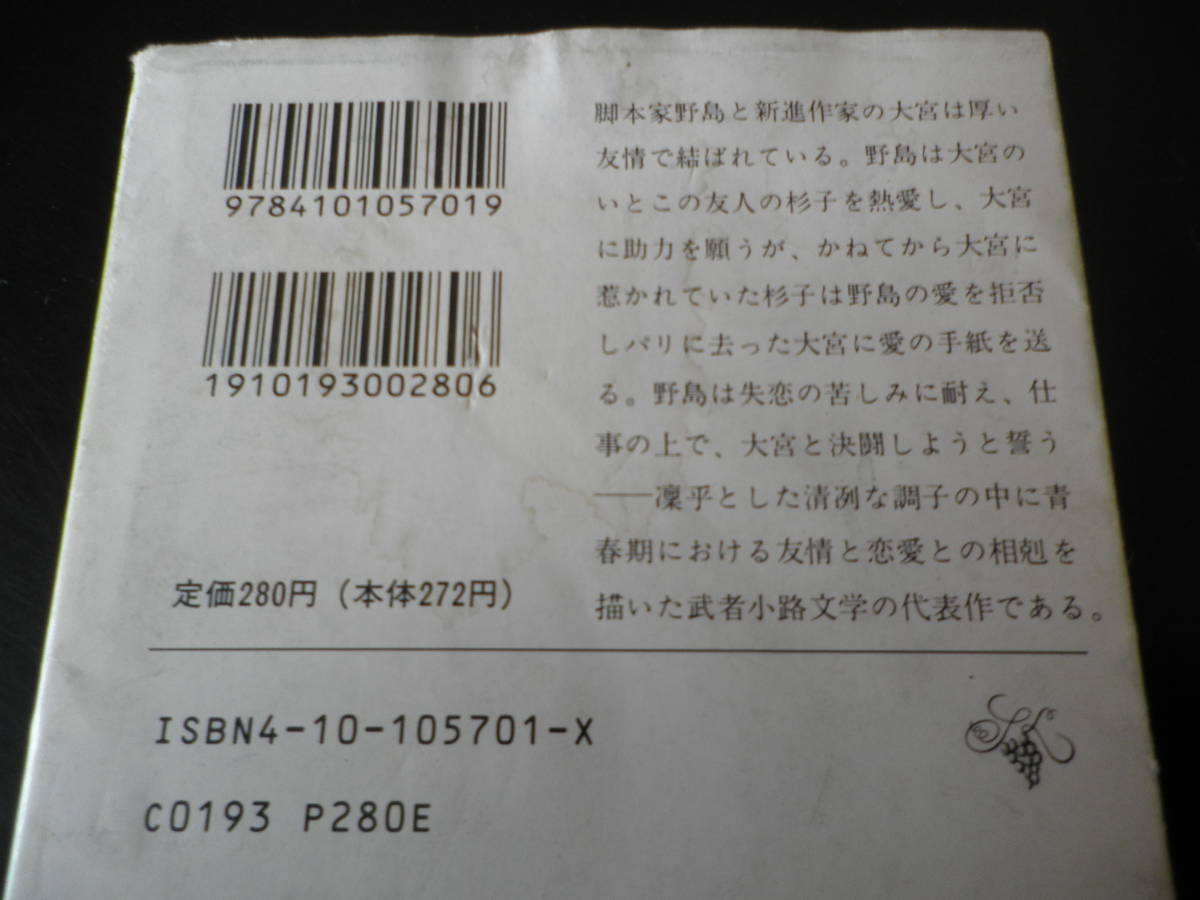 9784101057019
1910193002806
定価280円（本体272円）
脚本家野島と新進作家の大宮は厚い
友情で結ばれている。野島は大宮の
いとこの友人の杉子を熱愛し、大宮
に助力を願うが、かねてから大宮に
惹かれていた杉子は野島の愛を拒否
しパリに去った大宮に愛の手紙を送
る。野島は失恋の苦しみに耐え、仕
事の上で、大宮と決闘しようと誓う
——凜乎とした清冽な調子の中に青
春期における友情と恋愛との相剋を
描いた武者小路文学の代表作である。
ISBN4-10-105701-X
C0193 P280E